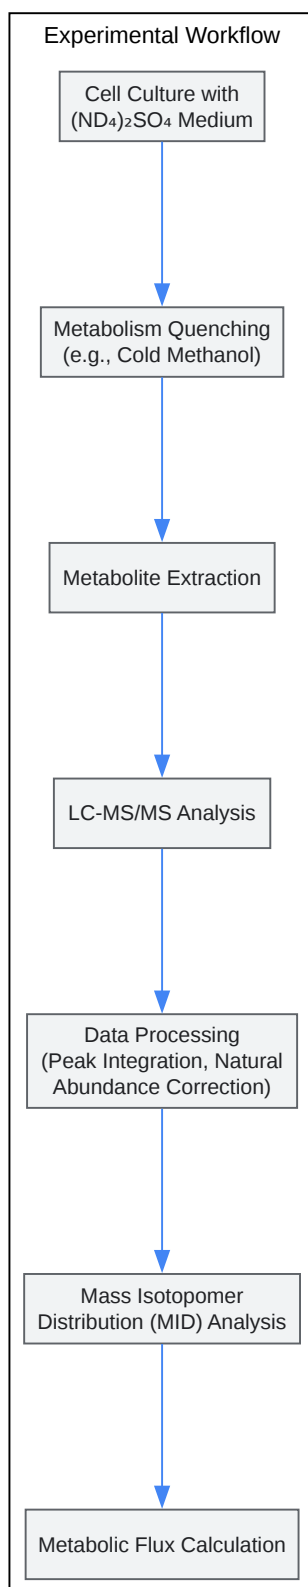 Experimental Workflow
Cell Culture with
(ND₄)₂SO₄ Medium
Metabolism Quenching
(e.g., Cold Methanol)
Metabolite Extraction
LC-MS/MS Analysis
Data Processing
(Peak Integration, Natural
Abundance Correction)
Mass Isotopomer
Distribution (MID) Analysis
Metabolic Flux Calculation